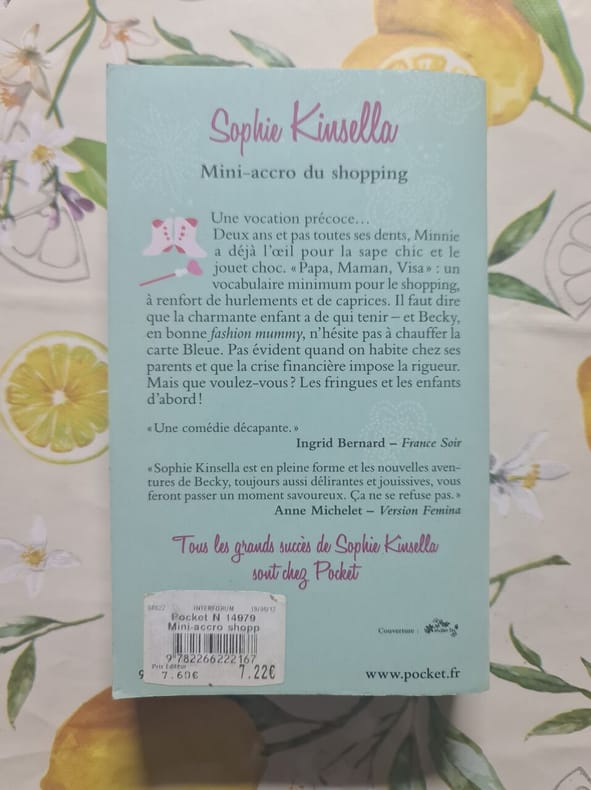 Sophie Kinsella
Mini-accro du shopping
Une vocation précoce…
Deux ans et pas toutes ses dents, Minnie
a déjà l'œil pour la sape chic et le
jouet choc. « Papa, Maman, Visa » : un
vocabulaire minimum pour le shopping,
à renfort de hurlements et de caprices. Il faut dire
que la charmante enfant a de qui tenir – et Becky,
en bonne fashion mummy, n'hésite pas à chauffer la
carte Bleue. Pas évident quand on habite chez ses
parents et que la crise financière impose la rigueur.
Mais que voulez-vous ? Les fringues et les enfants
d'abord !
« Une comédie décapante. »
Ingrid Bernard – France Soir
« Sophie Kinsella est en pleine forme et les nouvelles aven-
tures de Becky, toujours aussi délirantes et jouissives, vous
feront passer un moment savoureux. Ça ne se refuse pas. »
Anne Michelet – Version Femina
Tous les grands succès de Sophie Kinsella
sont chez Pocket
INTERFORUM
Pocket N 14979
Mini-accro shopp
9 782266 222167
Prix Editeur
7.60€
7.22€
Couverture :
www.pocket.fr